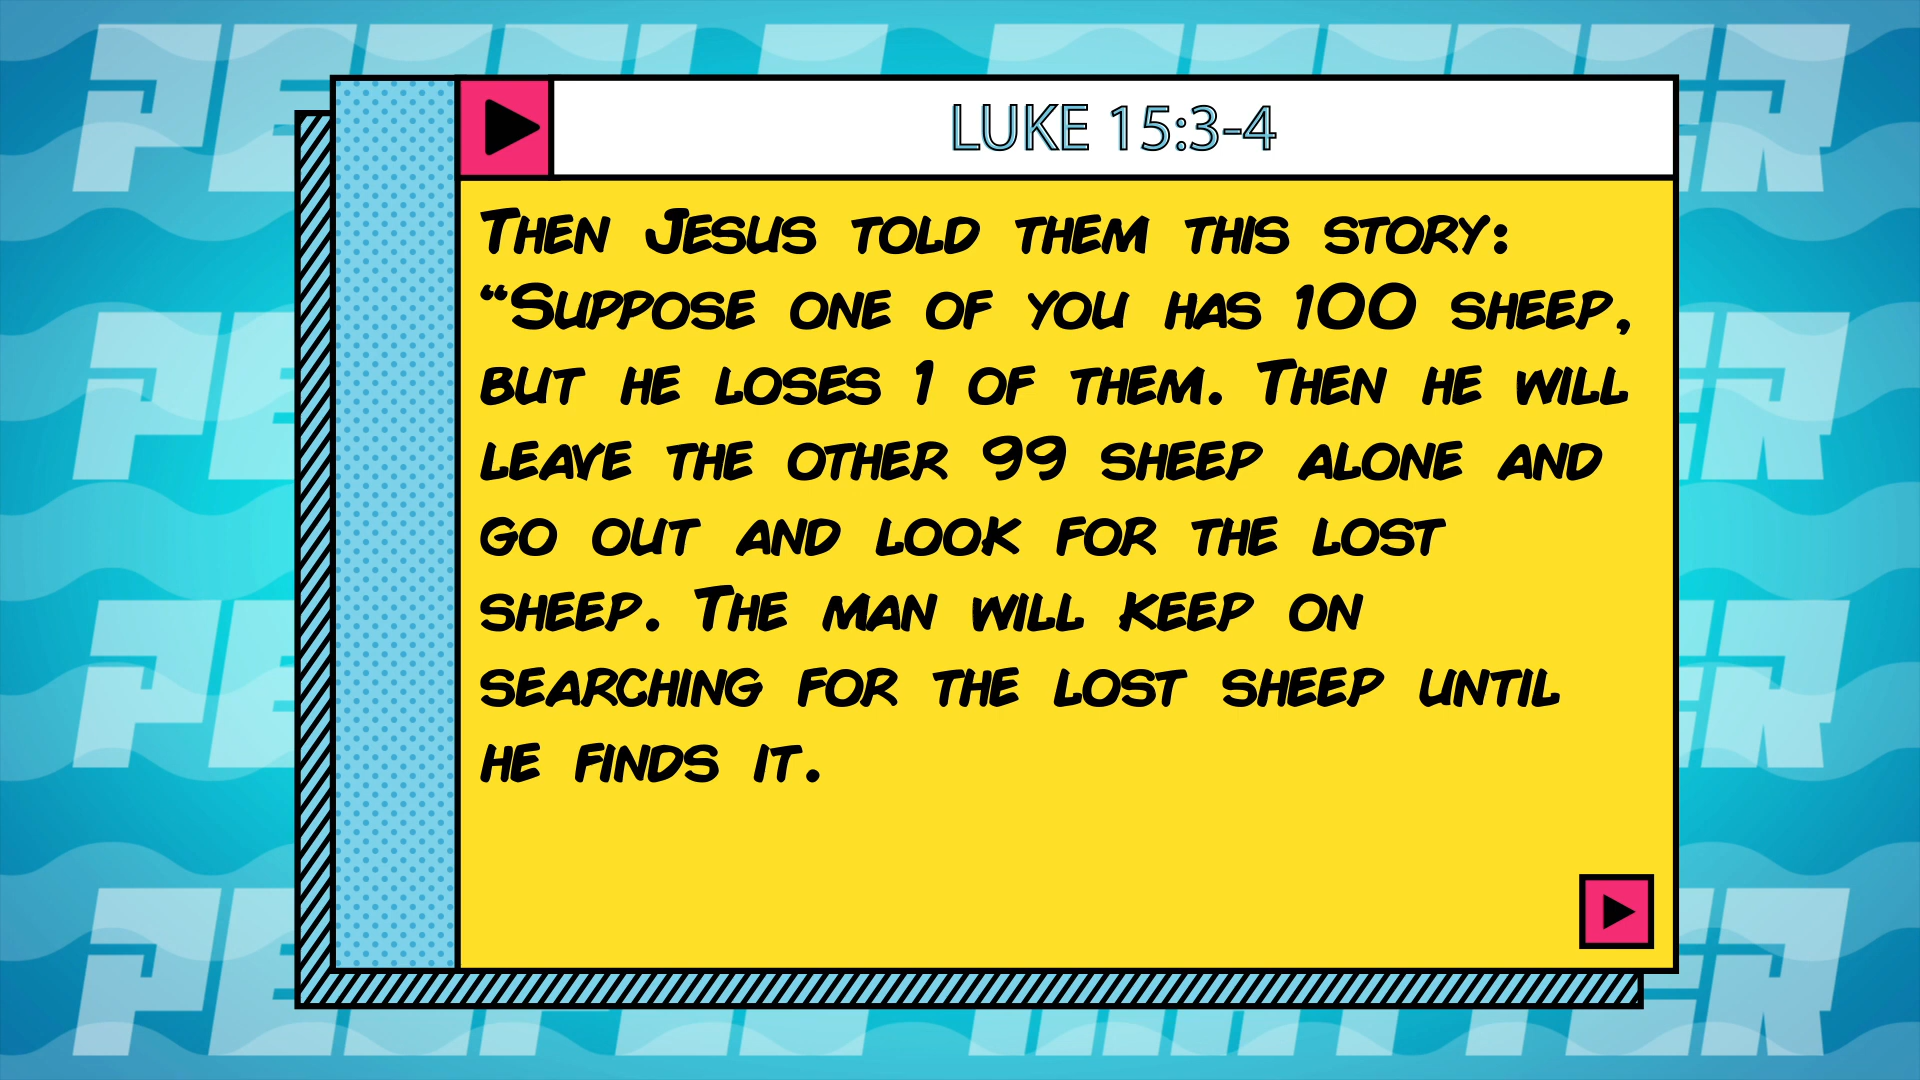 LUKE 15:3-4
Then Jesus told them this story:
“Suppose one of you has 100 sheep,
but he loses 1 of them. Then he will
leave the other 99 sheep alone and
go out and look for the lost
sheep. The man will keep on
searching for the lost sheep until
he finds it.